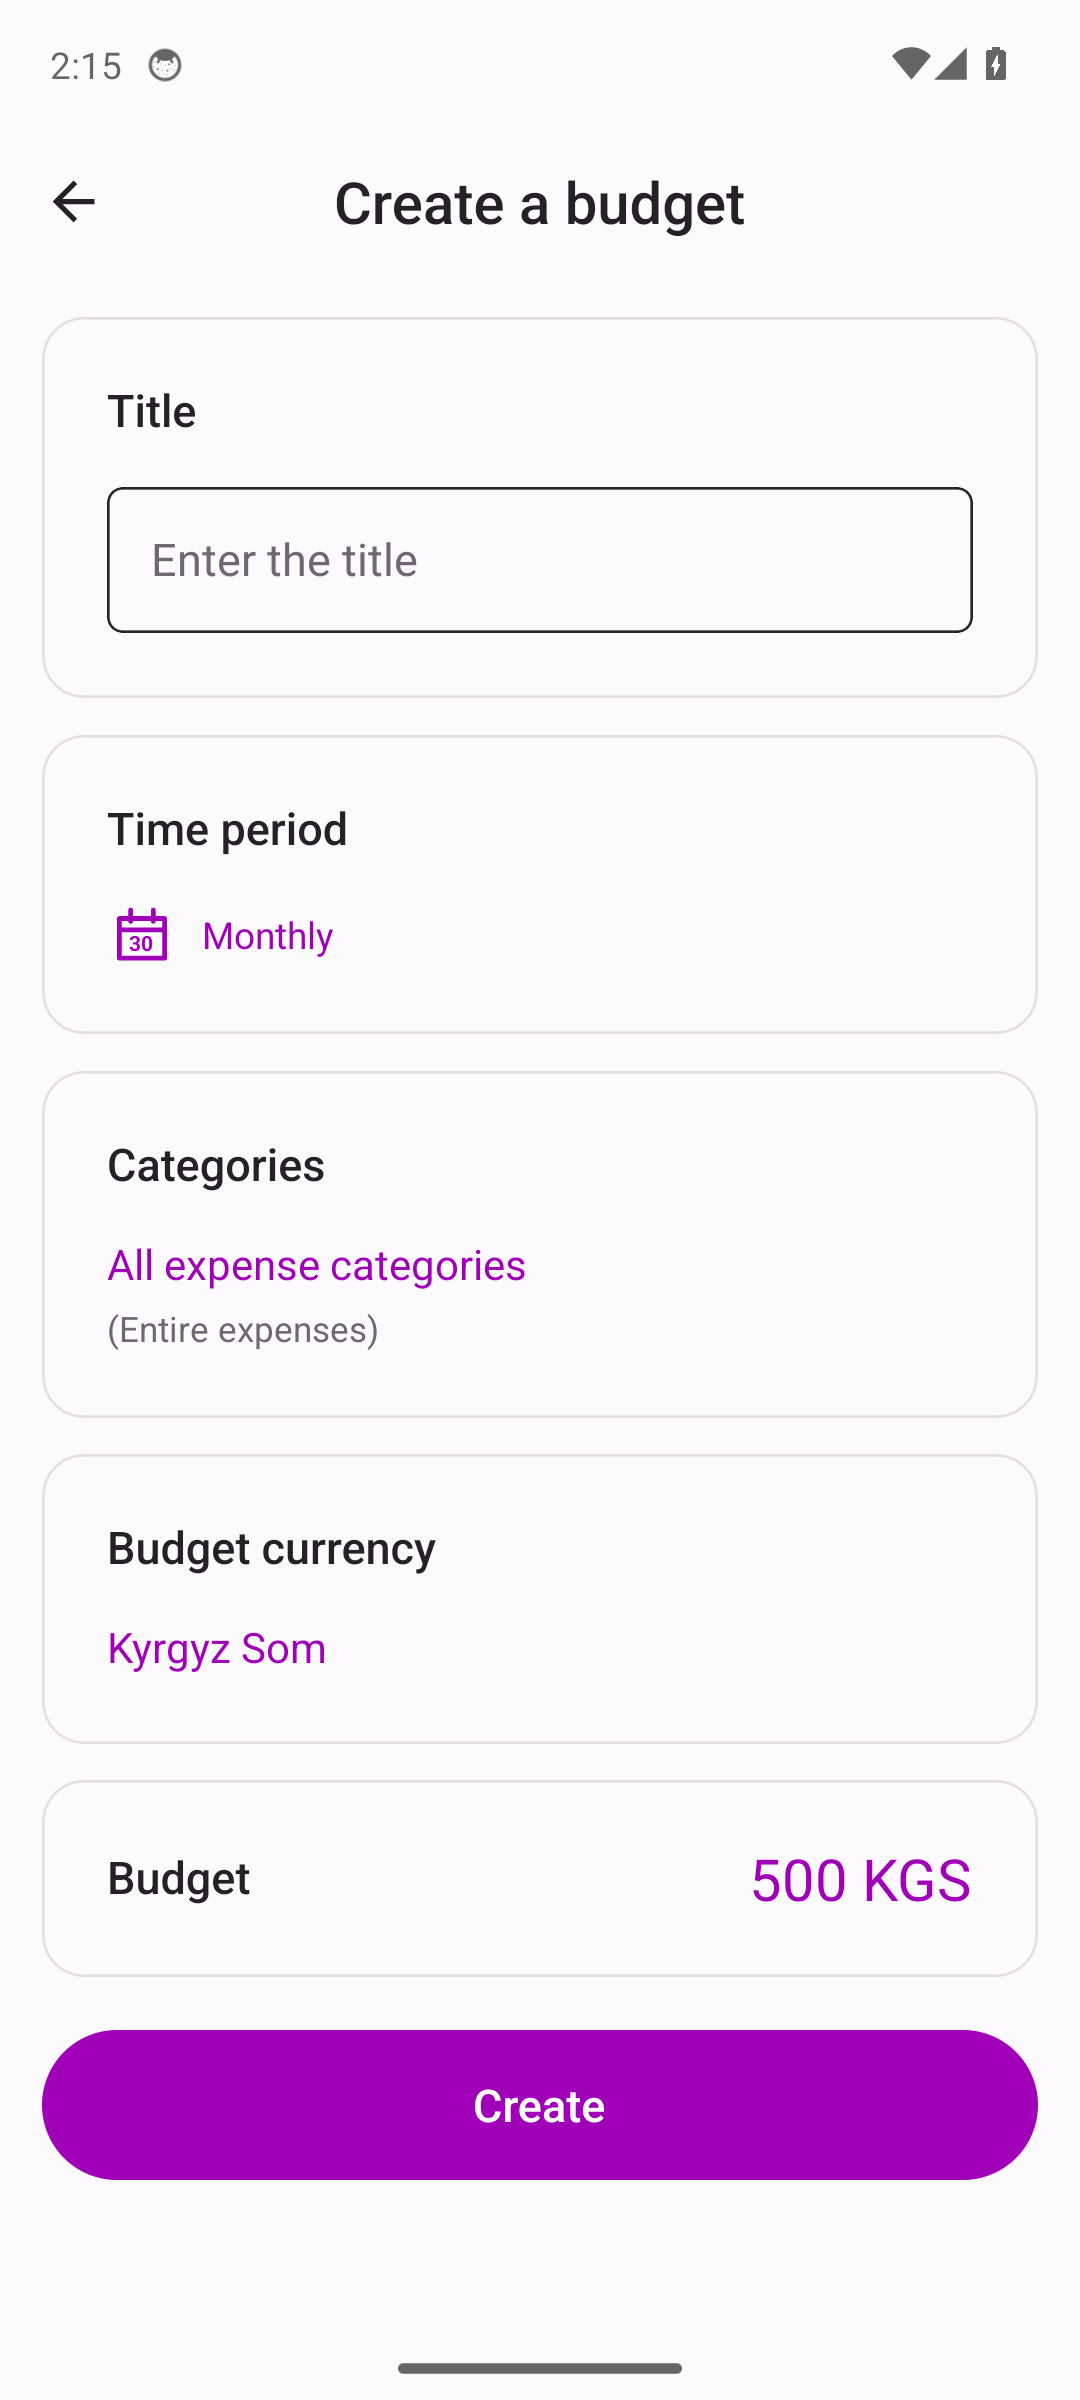 2:15
Create a budget
Title
Enter the title
Time period
30 Monthly
Categories
All expense categories
(Entire expenses)
Budget currency
Kyrgyz Som
Budget 500 KGS
Create